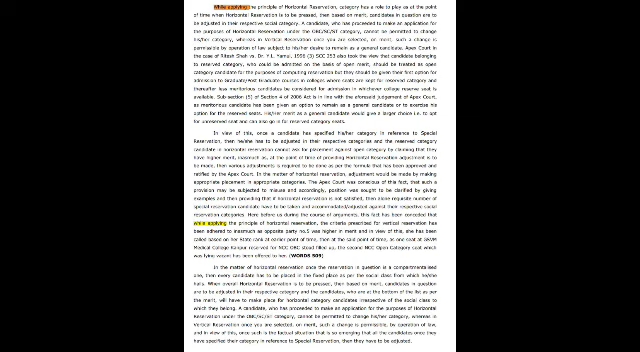 While applying the principle of Horizontal Reservation, category has a role to play as at the point
of time when Horizontal Reservation is to be pressed, then based on merit, candidates in question are to
be adjusted in their respective social category. A candidate, who has proceeded to make an application for
the purposes of Horizontal Reservation under the OBC/SC/ST category, cannot be permitted to change
his/her category, whereas in Vertical Reservation once you are selected, on merit, such a change is
permissible by operation of law subject to his/her desire to remain as a general candidate. Apex Court in
the case of Ritesh Shah vs. Dr. Y.L. Yamul, 1996 (3) SCC 253 also took the view that candidate belonging
to reserved category, who could be admitted on the basis of open merit, should be treated as open
category candidate for the purposes of computing reservation but they should be given their first option for
admission to Graduate/Post Graduate courses in colleges where seats are kept for reserved category and
thereafter less meritorious candidates be considered for admission in whichever college reserve seat is
available. Sub section (5) of Section 4 of 2006 Act is in line with the aforesaid judgement of Apex Court,
as meritorious candidate has been given an option to remain as a general candidate or to exercise his
option for the reserved seats. His/Her merit as a general candidate would give a larger choice i.e. to opt
for unreserved seat and can also go in for reserved category seats.
In view of this, once a candidate has specified his/her category in reference to Special
Reservation, then he/she has to be adjusted in their respective categories and the reserved category
candidate in horizontal reservation cannot ask for placement against open category by claiming that they
have higher merit, inasmuch as, at the point of time of providing Horizontal Reservation adjustment is to
be made, then various adjustments is required to be done as per the formula that has been approved and
ratified by the Apex Court. In the matter of horizontal reservation, adjustment would be made by making
appropriate placement in appropriate categories. The Apex Court was conscious of this fact, that such a
provision may be subjected to misuse and accordingly, position was sought to be clarified by giving
examples and then providing that if horizontal reservation is not satisfied, then alone requisite number of
special reservation candidate have to be taken and accommodated/adjusted against their respective social
reservation categories. Here before us during the course of arguments, this fact has been conceded that
while applying the principle of horizontal reservation, the criteria prescribed for vertical reservation has
been adhered to inasmuch as opposite party no.5 was higher in merit and in view of this, she has been
called based on her State rank at earlier point of time, then at the said point of time, as one seat at GSVM
Medical College Kanpur reserved for NCC OBC stood filled up, the second NCC Open Category seat which
was lying vacant has been offered to her. (WORDS 509)
In the matter of horizontal reservation once the reservation in question is a compartmentalised
one, then every candidate has to be placed in the fixed place as per the social class from which he/she
hails. When overall Horizontal Reservation is to be pressed, then based on merit, candidates in question
are to be adjusted in their respective category and the candidates, who are at the bottom of the list as per
the merit, will have to make place for horizontal category candidates irrespective of the social class to
which they belong. A candidate, who has proceeded to make an application for the purposes of Horizontal
Reservation under the OBC/SC/ST category, cannot be permitted to change his/her category, whereas in
Vertical Reservation once you are selected, on merit, such a change is permissible, by operation of law,
and in view of this, once such is the factual situation that is so emerging that all the candidates once they
have specified their category in reference to Special Reservation, then they have to be adjusted.